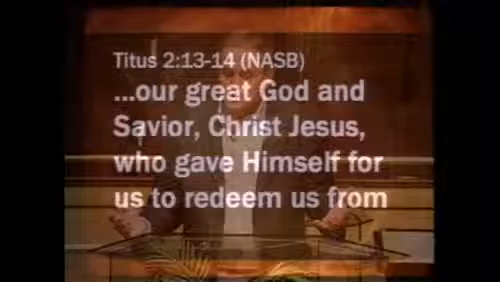 Titus 2:13-14 (NASB)
...our great God and
Savior, Christ Jesus,
who gave Himself for
us to redeem us from